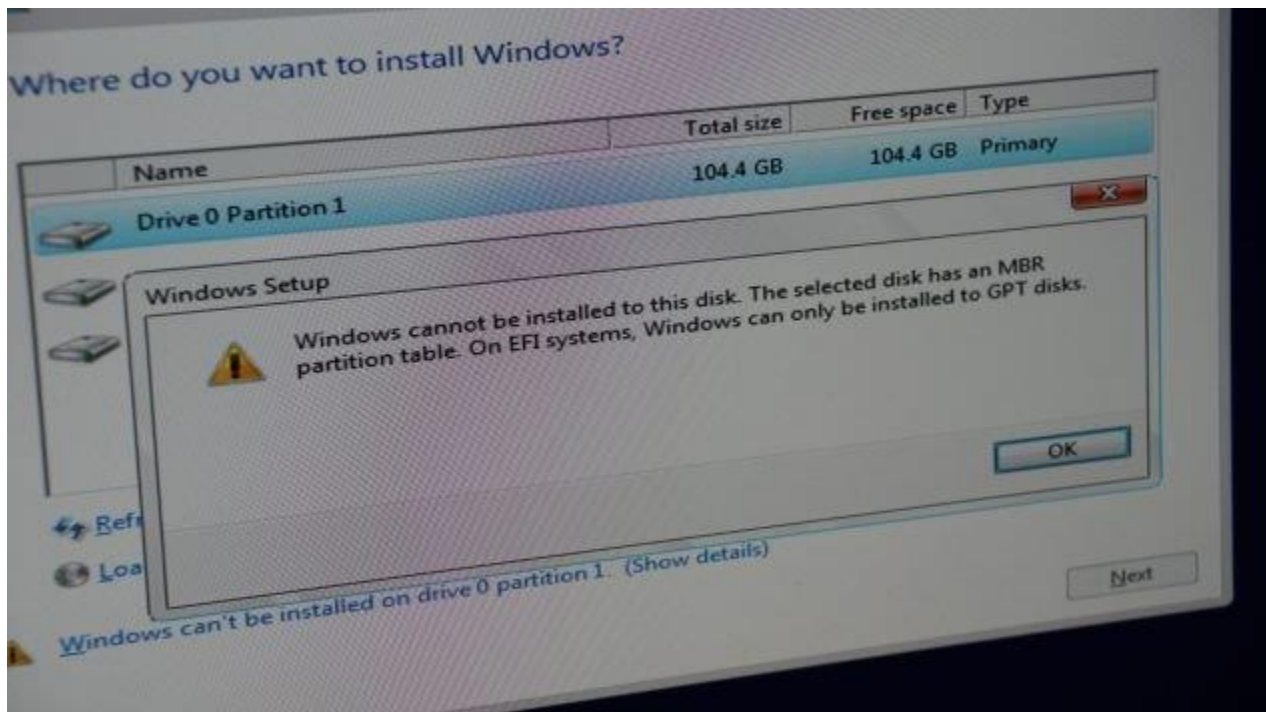 Where do you want to install Windows?
Name Total size Free space Type
Drive 0 Partition 1 104.4 GB 104.4 GB Primary
Windows Setup
Windows cannot be installed to this disk. The selected disk has an MBR
partition table. On EFI systems, Windows can only be installed to GPT disks.
OK
Refr
Loa
Windows can't be installed on drive 0 partition 1. (Show details)
Next